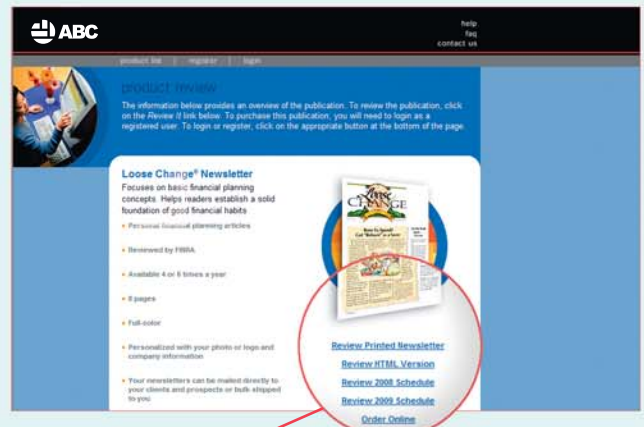 ABC
help
faq
contact us
product list | register | login
product review
The information below provides an overview of the publication. To review the publication, click
on the Review It link below. To purchase this publication, you will need to login as a
registered user. To login or register, click on the appropriate button at the bottom of the page.
Loose Change® Newsletter
Focuses on basic financial planning
concepts. Helps readers establish a solid
foundation of good financial habits
• Personal financial planning articles
• Reviewed by FINRA
• Available 4 or 6 times a year
• 8 pages
• Full-color
• Personalized with your photo or logo and
company information
• Your newsletters can be mailed directly to
your clients and prospects or bulk shipped
to you
Loose
CHANGE
Review Printed Newsletter
Review HTML Version
Review 2008 Schedule
Review 2009 Schedule
Order Online